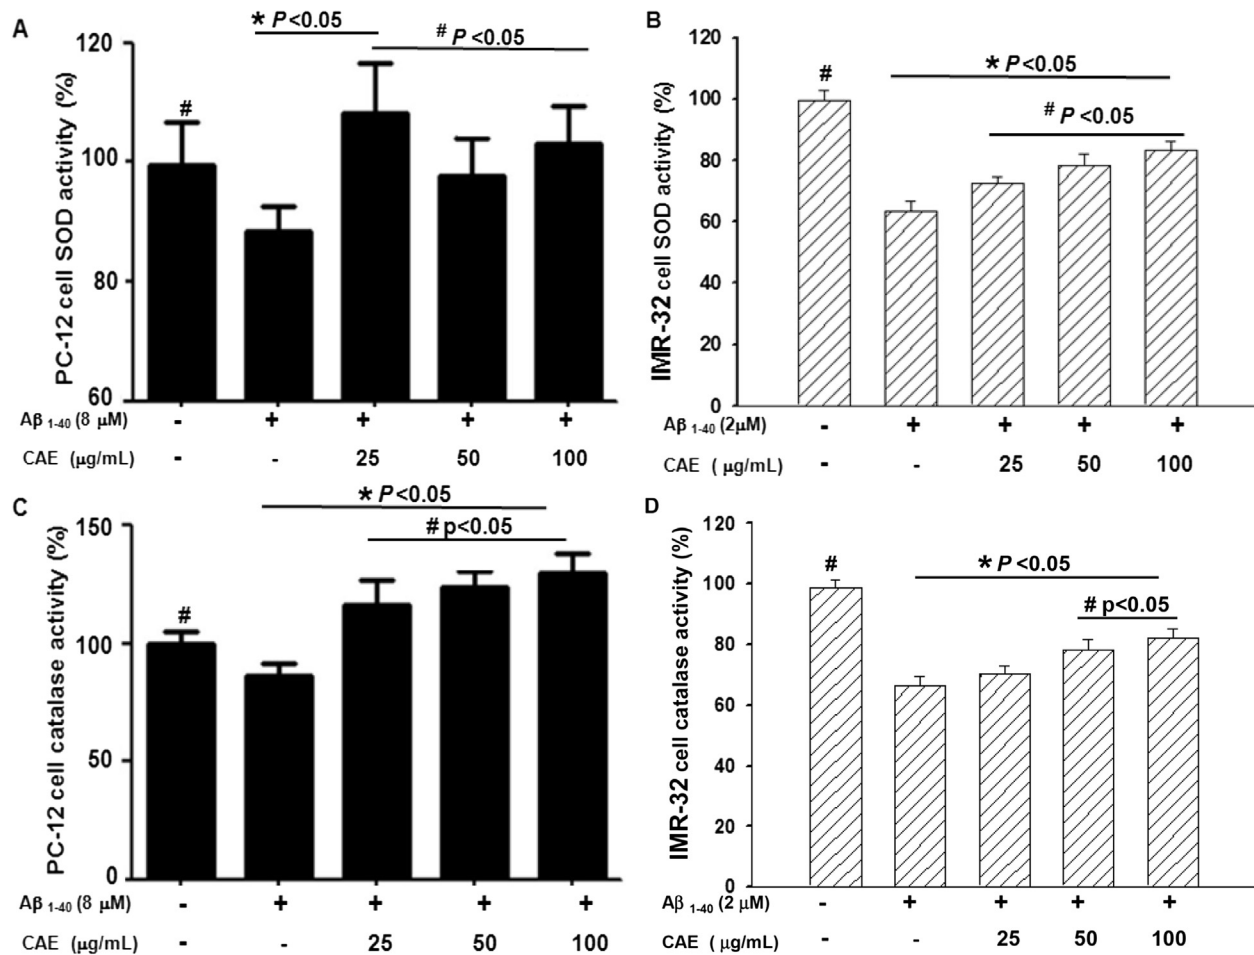 A
* P<0.05
# P<0.05
PC-12 cell SOD activity (%)
120
100
80
60
#
Aβ 1-40 (8 μM) - + + + +
CAE (μg/mL) - - 25 50 100
B
* P<0.05
# P<0.05
IMR-32 cell SOD activity (%)
120
100
80
60
40
20
0
#
Aβ 1-40 (2μM) - + + + +
CAE ( μg/mL) - - 25 50 100
C
* P<0.05
# p<0.05
PC-12 cell catalase activity (%)
150
100
50
0
#
Aβ 1-40 (8 μM) - + + + +
CAE (μg/mL) - - 25 50 100
D
* P<0.05
# p<0.05
IMR-32 cell catalase activity (%)
120
100
80
60
40
20
0
#
Aβ 1-40 (2 μM) - + + + +
CAE ( μg/mL) - - 25 50 100